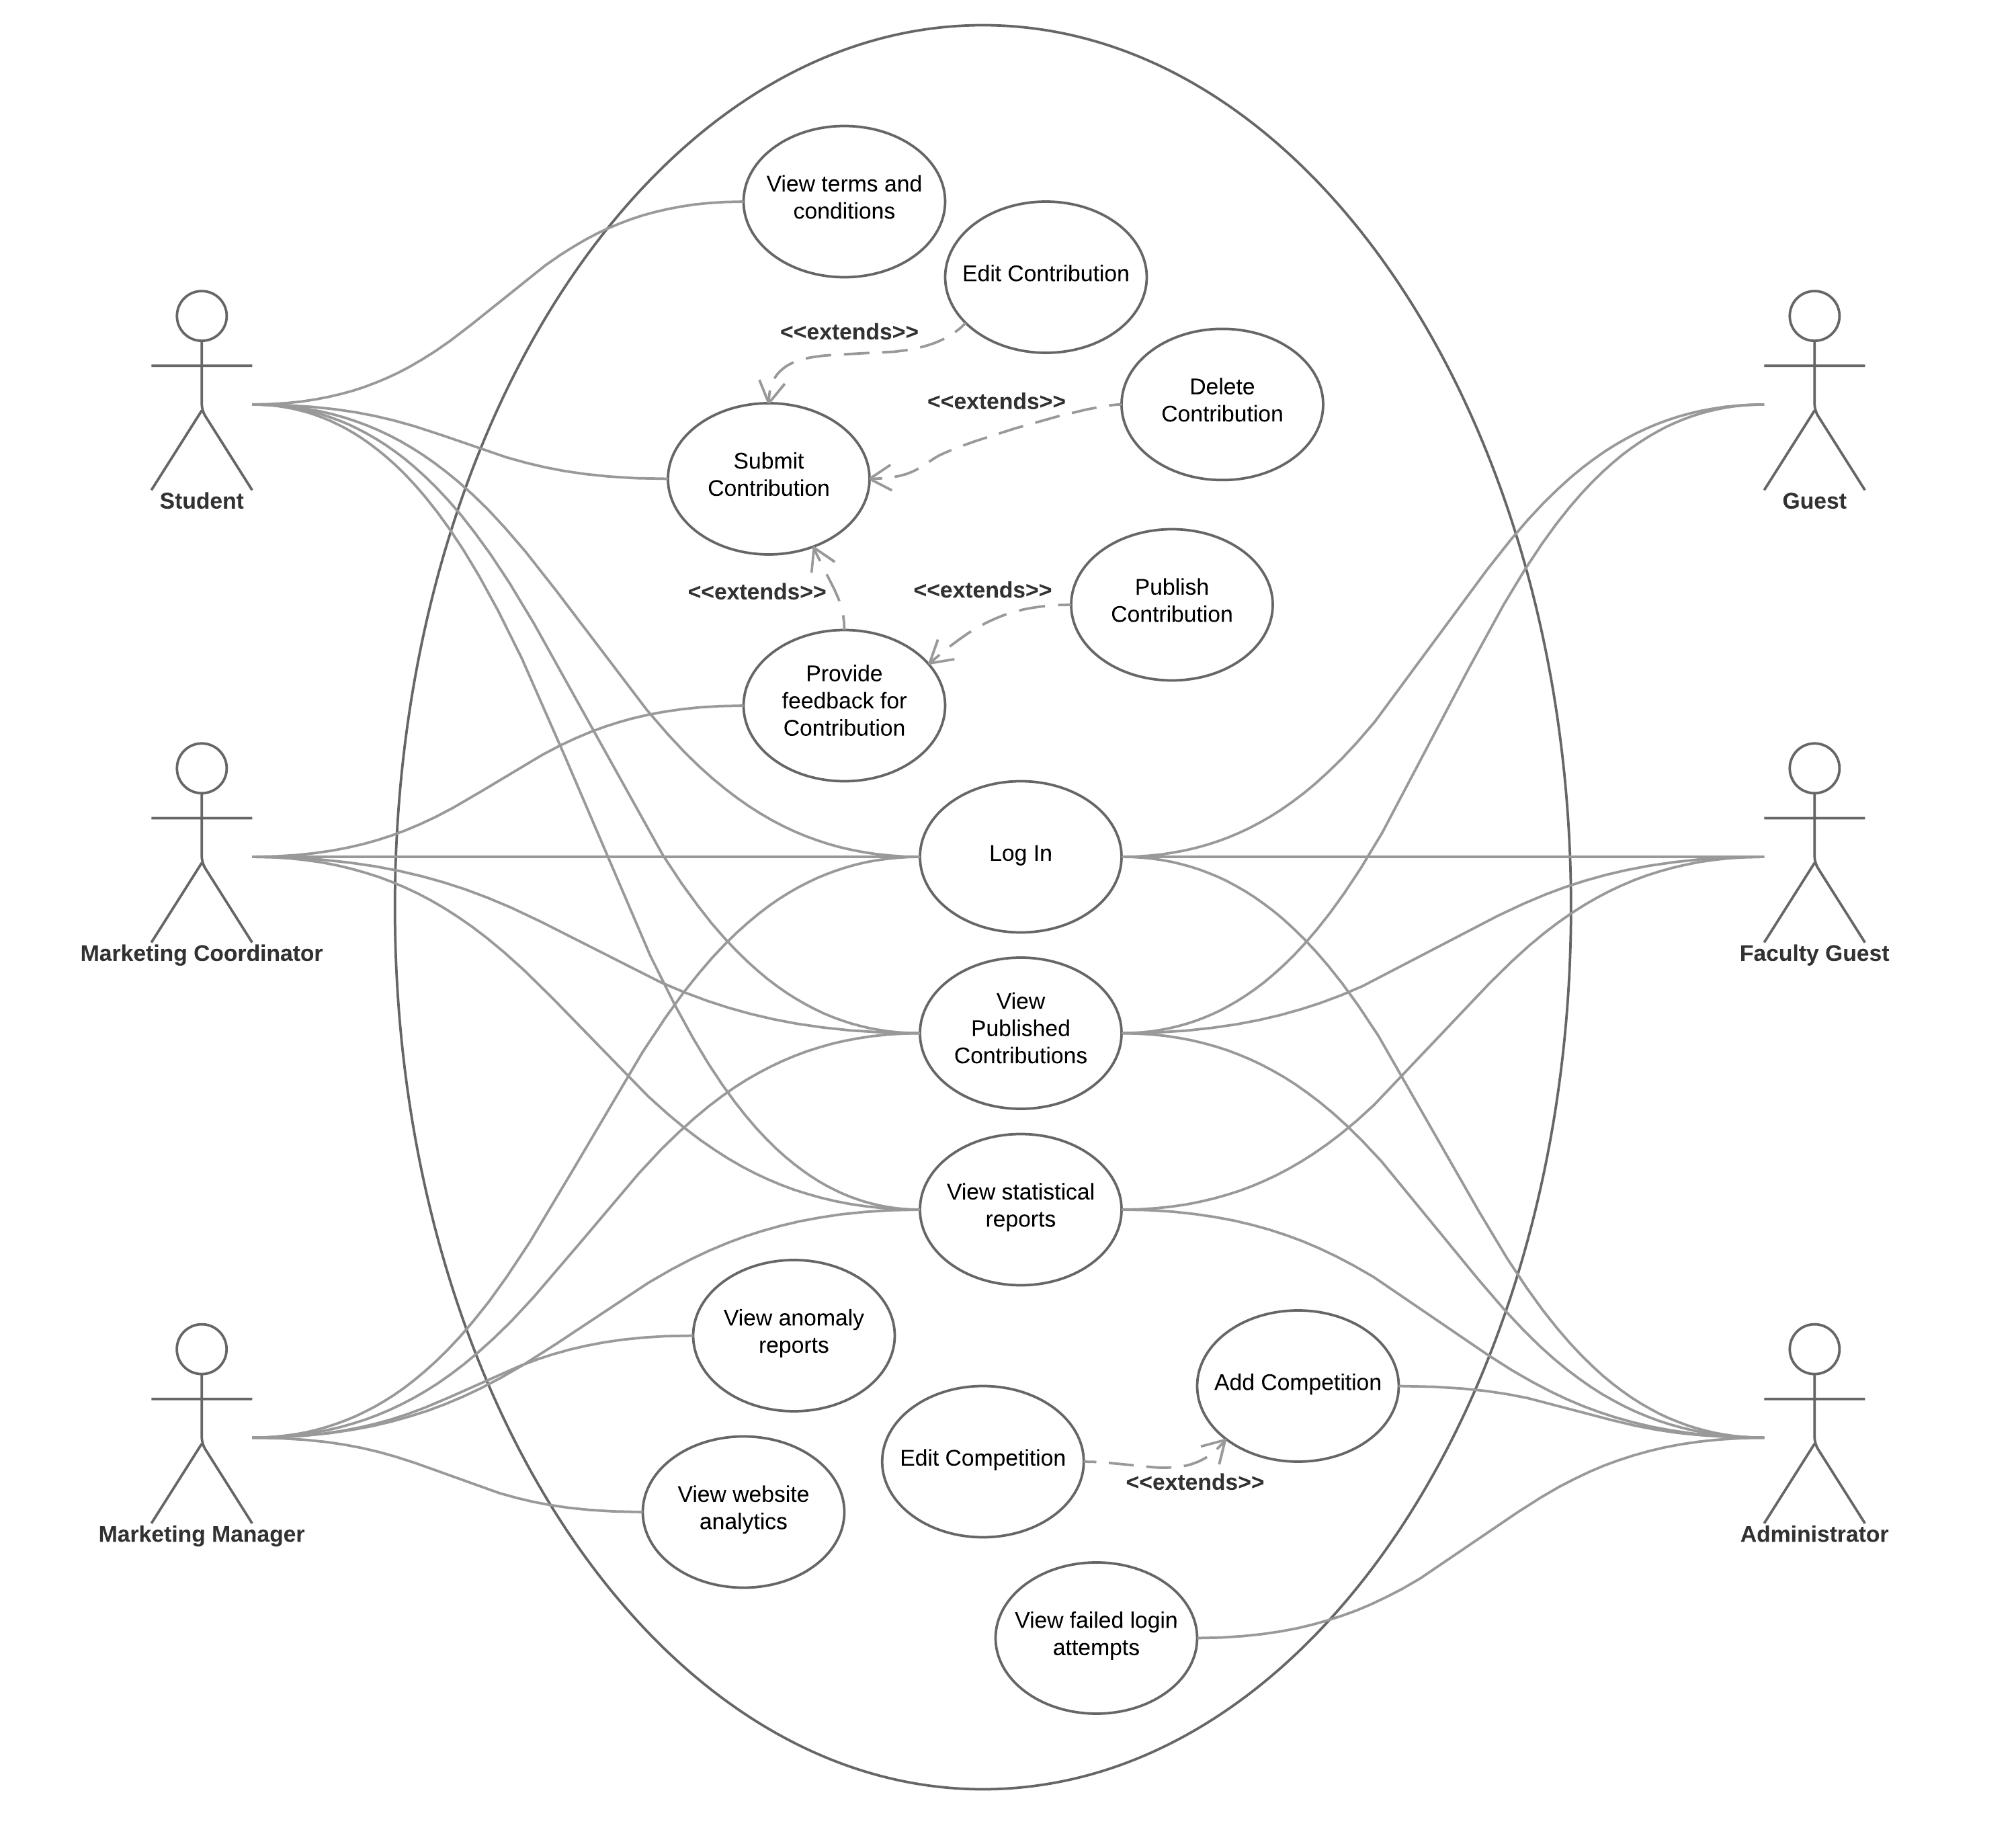 View terms and
conditions
Edit Contribution
<<extends>>
Delete
Contribution
<<extends>>
Submit
Contribution
Student
Guest
<<extends>>
<<extends>>
Publish
Contribution
Provide
feedback for
Contribution
Log In
Marketing Coordinator
Faculty Guest
View
Published
Contributions
View statistical
reports
View anomaly
reports
Add Competition
Edit Competition
<<extends>>
View website
analytics
Marketing Manager
Administrator
View failed login
attempts